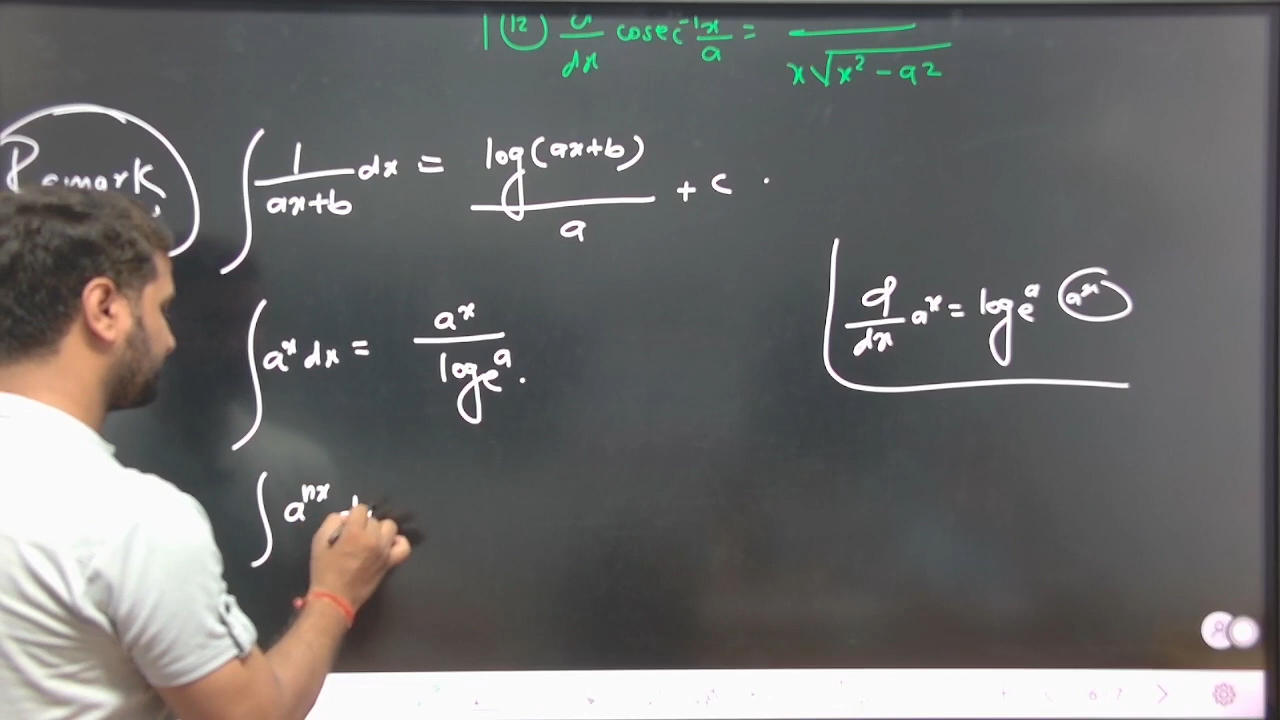 (12) d/dx cosec⁻¹ x/a = x√x² - a²
Remark
∫ 1/(ax+b) dx = log(ax+b)/a + c .
∫ aˣ dx = aˣ/logₑᵃ.
d/dx aˣ = logₑᵃ aˣ
∫ aⁿˣ